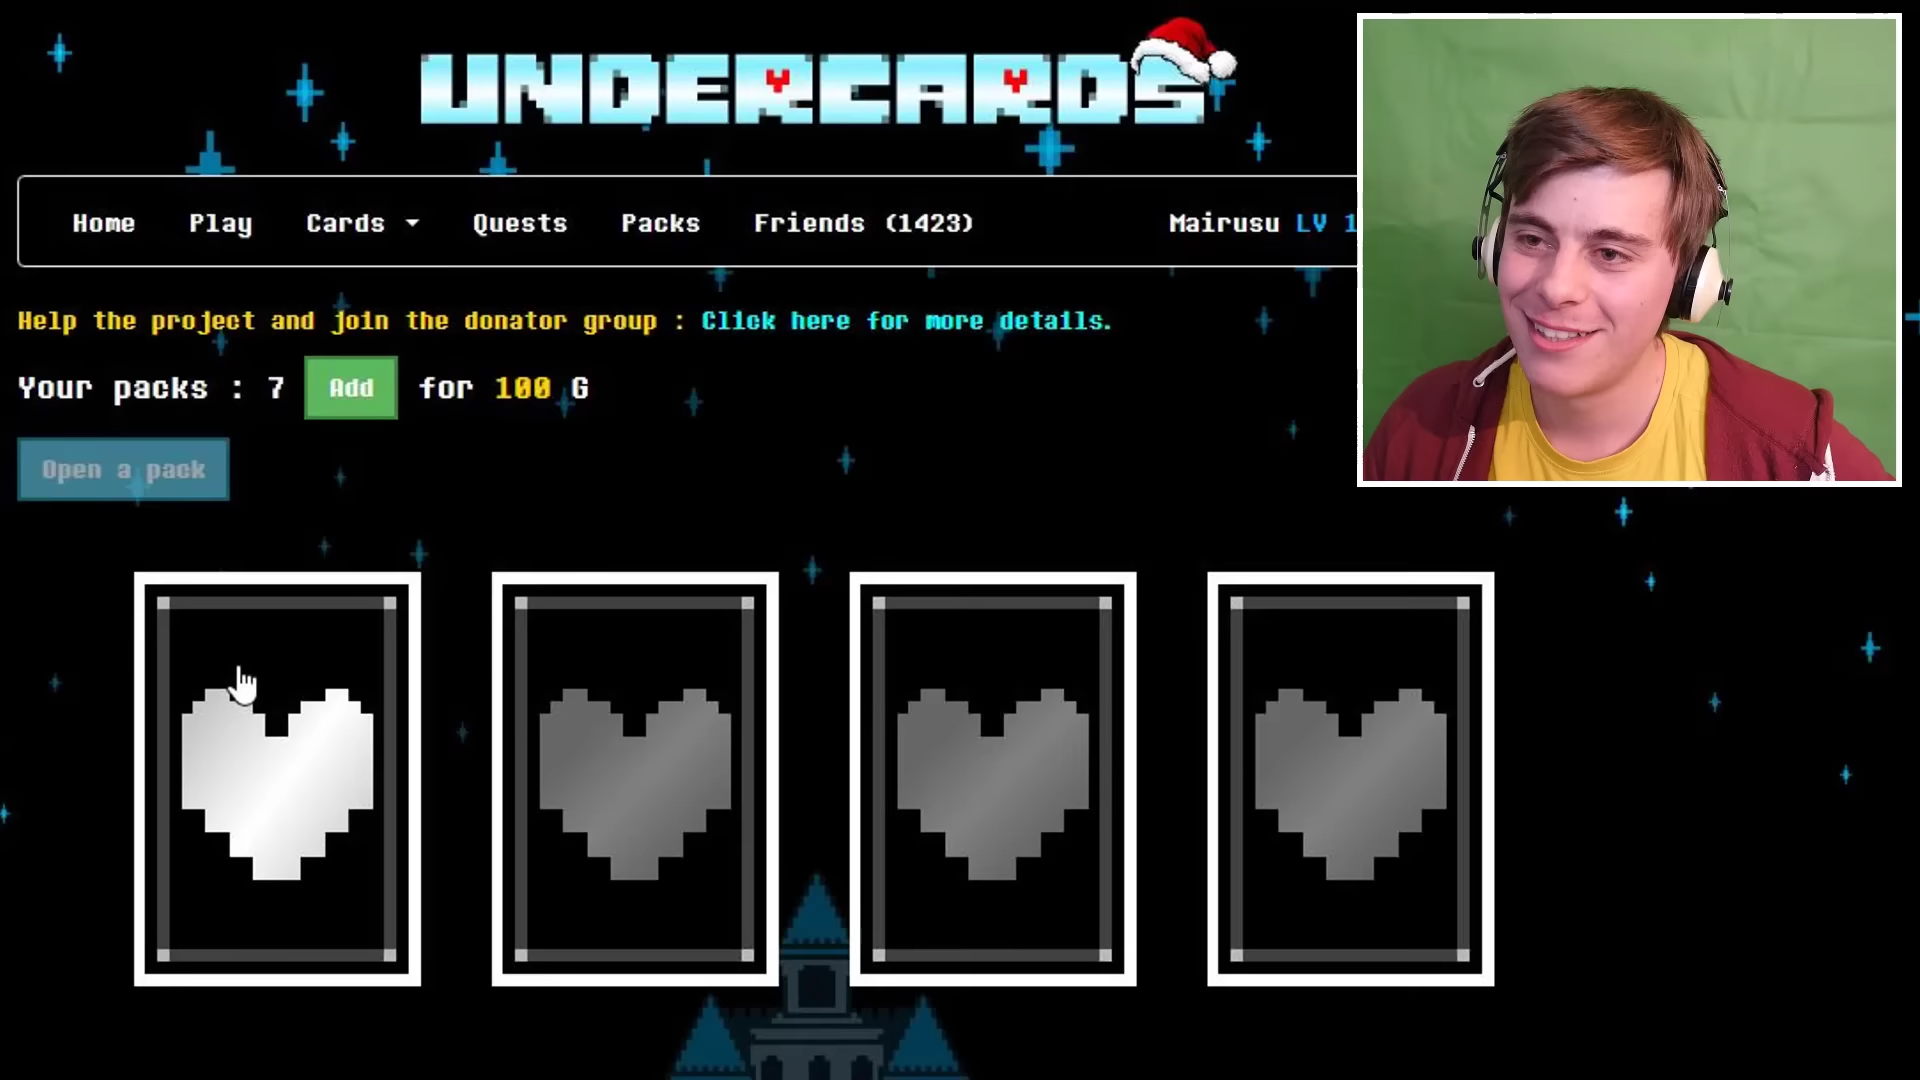 UNDERCARDS
Home Play Cards Quests Packs Friends (1423) Mairusu LV 1
Help the project and join the donator group : Click here for more details.
Your packs : 7 Add for 100 G
Open a pack